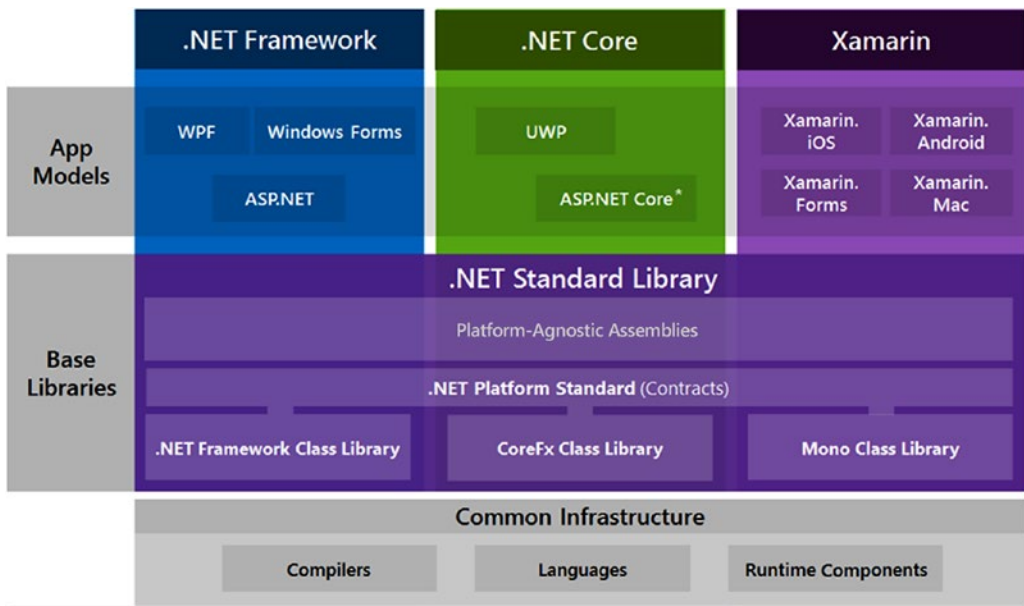 .NET Framework
.NET Core
Xamarin
App
Models
WPF
Windows Forms
ASP.NET
UWP
ASP.NET Core*
Xamarin.
iOS
Xamarin.
Android
Xamarin.
Forms
Xamarin.
Mac
Base
Libraries
.NET Standard Library
Platform-Agnostic Assemblies
.NET Platform Standard (Contracts)
.NET Framework Class Library
CoreFx Class Library
Mono Class Library
Common Infrastructure
Compilers
Languages
Runtime Components